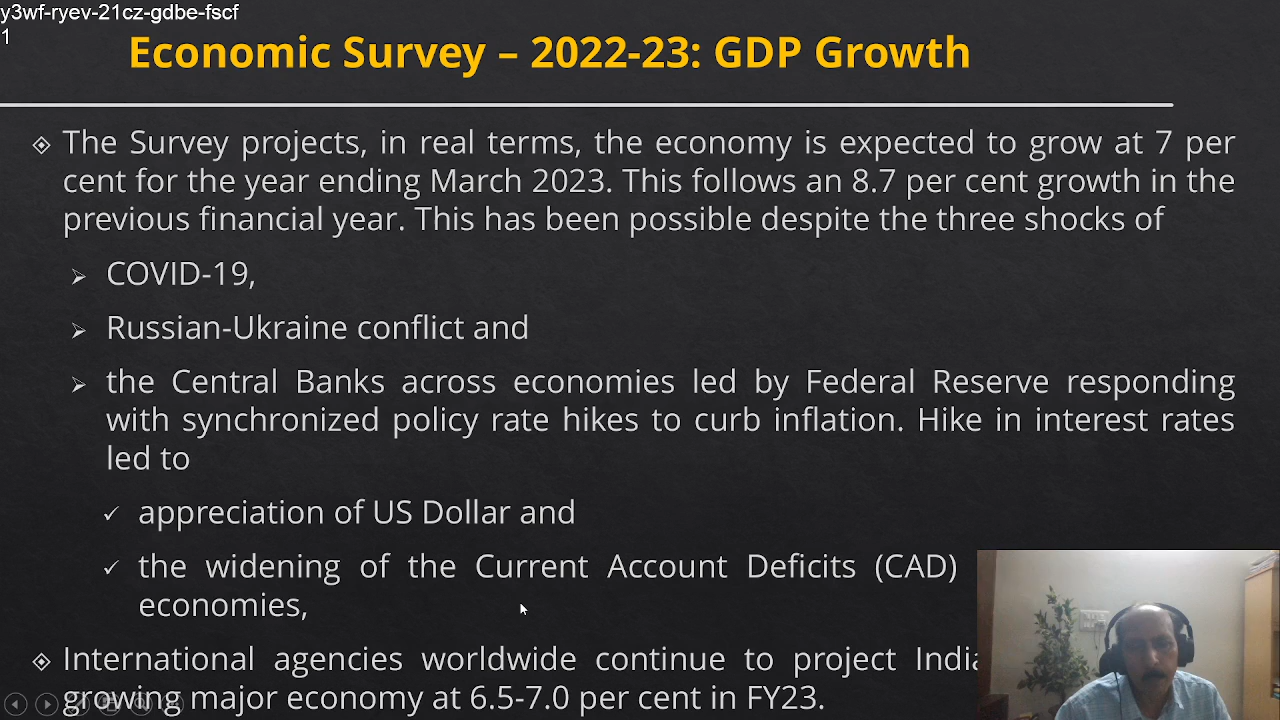 y3wf-ryev-21cz-gdbe-fscf
1
Economic Survey – 2022-23: GDP Growth
The Survey projects, in real terms, the economy is expected to grow at 7 per
cent for the year ending March 2023. This follows an 8.7 per cent growth in the
previous financial year. This has been possible despite the three shocks of
COVID-19,
Russian-Ukraine conflict and
the Central Banks across economies led by Federal Reserve responding
with synchronized policy rate hikes to curb inflation. Hike in interest rates
led to
appreciation of US Dollar and
the widening of the Current Account Deficits (CAD)
economies,
International agencies worldwide continue to project
growing major economy at 6.5-7.0 per cent in FY23.